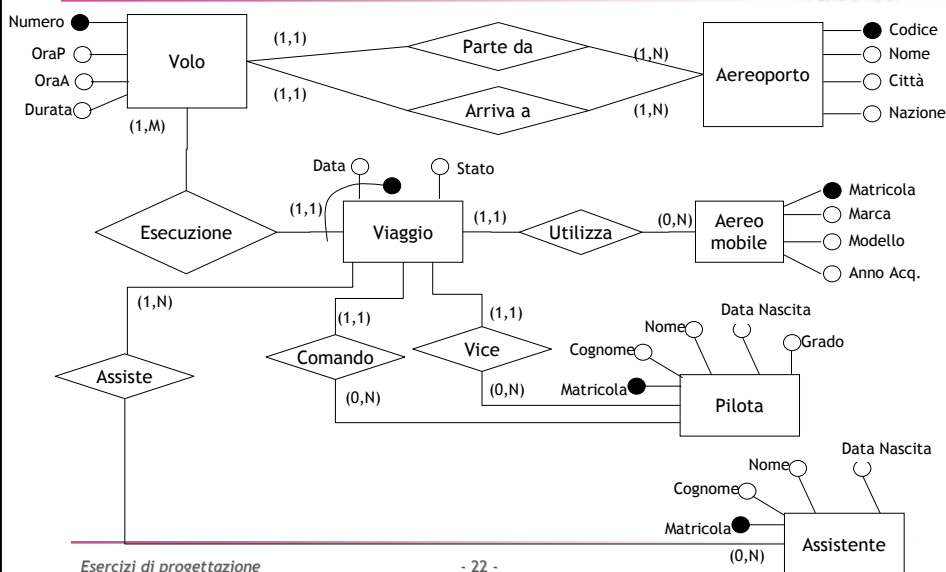 Numero
OraP
OraA
Durata
Volo
(1,1)
(1,1)
(1,M)
Parte da
Arriva a
(1,N)
(1,N)
Aereoporto
Codice
Nome
Città
Nazione
Data
Stato
Esecuzione
(1,1)
Viaggio
(1,1)
Utilizza
(0,N)
Aereo
mobile
Matricola
Marca
Modello
Anno Acq.
(1,N)
Assiste
(1,1)
Comando
(0,N)
(1,1)
Vice
(0,N)
Data Nascita
Nome
Grado
Cognome
Matricola
Pilota
Data Nascita
Nome
Cognome
Matricola
Assistente
(0,N)
Esercizi di progettazione
- 22 -